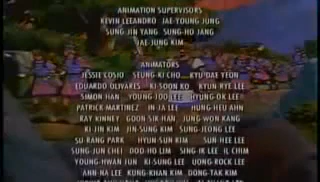 ANIMATION SUPERVISORS
KEVIN LEEANDRO JAE-YOUNG JUNG
SUNG JIN YANG SUNG-HO JANG
JAE-JUNG KIM
ANIMATORS
JESSIE COSIO SEUNG-KI CHO KYU DAE YEON
EDUARDO OLIVARES KI SOON KO KYUN RYE LEE
SIMON HAN YOUNG-JOO LEE HYUNG-OK LEE
PATRICK MARTINEZ IN JA LEE HUNG HEU AHN
RAY KINNEY GOON SIK HAN JUNG-WON KANG
KI JIN KIM JIN-SUNG KIM SUNG-JEONG LEE
SU RANG PARK HYUN-SUN KIM SUN-HEE LEE
SUNG-JUN CHEI DOO-HO LIM SING-IK LEE IL CHIM
YOUNG-HWAN JUN KI-SUNG LEE UONG-ROCK LEE
ANN-NA LEE KUNG-KHAN KIM DONG-TAK KIM